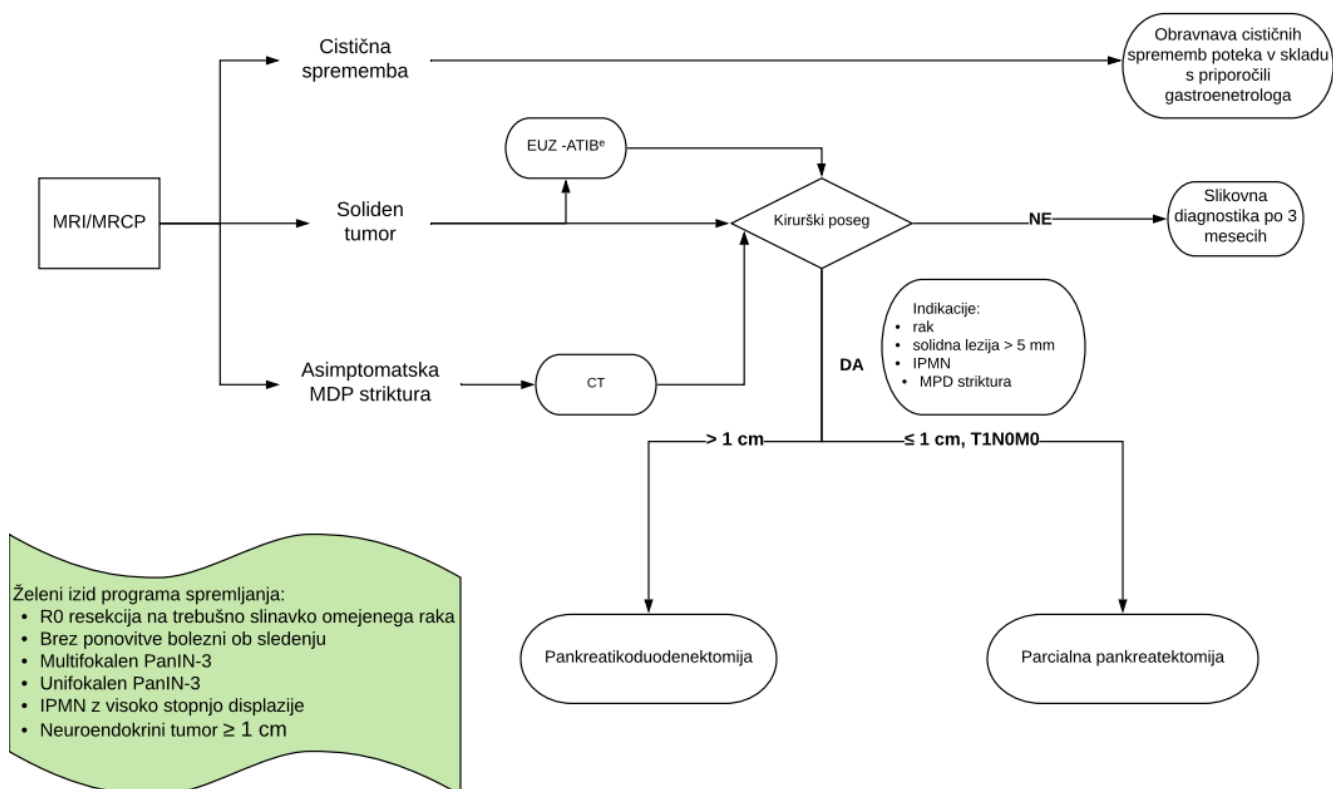 Cistična
sprememba
Obravnava cističnih
sprememb poteka v skladu
s priporočili
gastroenetrologa
EUZ -ATIBᵉ
MRI/MRCP
Soliden
tumor
Kirurški poseg
NE
Slikovna
diagnostika po 3
mesecih
Indikacije:
• rak
• solidna lezija > 5 mm
• IPMN
• MPD striktura
DA
Asimptomatska
MDP striktura
CT
> 1 cm
≤ 1 cm, T1N0M0
Želeni izid programa spremljanja:
• R0 resekcija na trebušno slinavko omejenega raka
• Brez ponovitve bolezni ob sledenju
• Multifokalen PanIN-3
• Unifokalen PanIN-3
• IPMN z visoko stopnjo displazije
• Neuroendokrini tumor ≥ 1 cm
Pankreatikoduodenektomija
Parcialna pankreatektomija